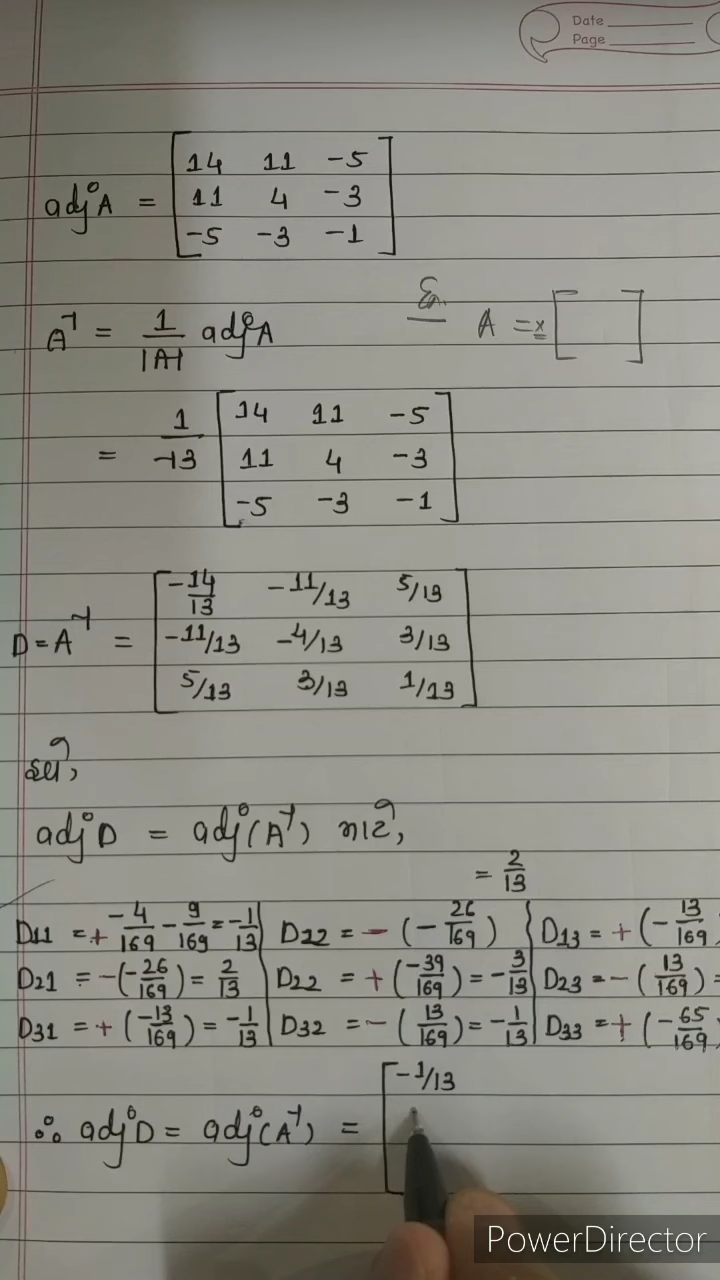 Date
Page
adj A = [ 14 11 -5
11 4 -3
-5 -3 -1 ]
A⁻¹ = 1/|A| adj A
Ex. A = x [ ]
= 1/-13 [ 14 11 -5
11 4 -3
-5 -3 -1 ]
D = A⁻¹ = [ -14/13 -11/13 5/13
-11/13 -4/13 3/13
5/13 3/13 1/13 ]
હવે,
adj D = adj(A⁻¹) માટે,
= 2/13
D11 = + -4/169 - 9/169 = -1/13 | D22 = - (-26/169) { D13 = + (-13/169
D21 = -(-26/169) = 2/13 | D22 = + (-39/169) = -3/13 D23 = - (13/169) =
D31 = + (-13/169) = -1/13 | D32 = - (13/169) = -1/13 | D33 = + (-65/169
∴ adj D = adj(A⁻¹) = [ -1/13
PowerDirector